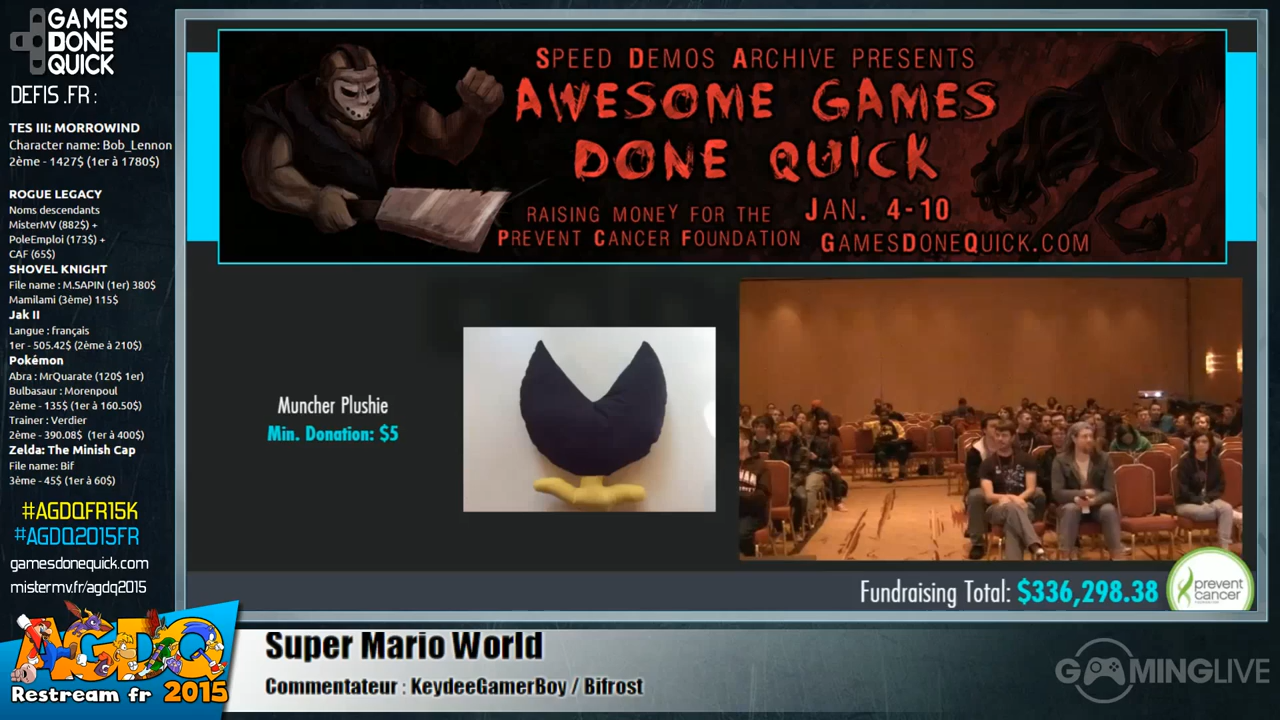 GAMES
DONE
QUICK
DEFIS .FR :
TES III: MORROWIND
Character name: Bob_Lennon
2ème - 1427$ (1er à 1780$)
ROGUE LEGACY
Noms descendants
MisterMV (882$) +
PoleEmploi (173$) +
CAF (65$)
SHOVEL KNIGHT
File name : M.SAPIN (1er) 380$
Mamilami (3ème) 115$
Jak II
Langue : français
1er - 505.42$ (2ème à 210$)
Pokémon
Abra : MrQuarate (120$ 1er)
Bulbasaur : Morenpoul
2ème - 135$ (1er à 160.50$)
Trainer : Verdier
2ème - 390.08$ (1er à 400$)
Zelda: The Minish Cap
File name: Bif
3ème - 45$ (1er à 60$)
#AGDQFR15K
#AGDQ2015FR
gamesdonequick.com
mistermv.fr/agdq2015
AGDQ
Restream fr 2015
SPEED DEMOS ARCHIVE PRESENTS
AWESOME GAMES
DONE QUICK
RAISING MONEY FOR THE
PREVENT CANCER FOUNDATION
JAN. 4-10
GAMESDONEQUICK.COM
Muncher Plushie
Min. Donation: $5
Fundraising Total: $336,298.38
prevent
cancer
Super Mario World
Commentateur : KeydeeGamerBoy / Bifrost
GAMINGLIVE